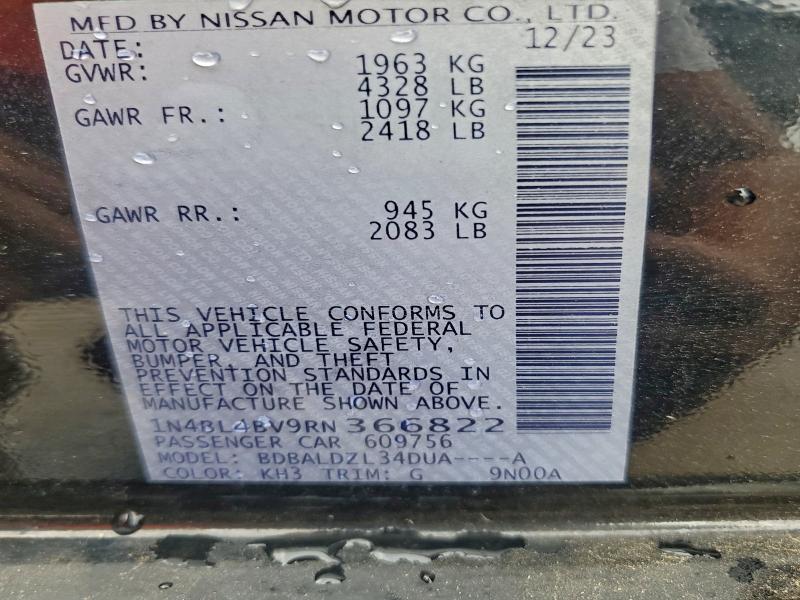 MFD BY NISSAN MOTOR CO., LTD.
DATE: 12/23
GVWR: 1963 KG
4328 LB
GAWR FR.: 1097 KG
2418 LB
GAWR RR.: 945 KG
2083 LB
THIS VEHICLE CONFORMS TO
ALL APPLICABLE FEDERAL
MOTOR VEHICLE SAFETY,
BUMPER, AND THEFT
PREVENTION STANDARDS IN
EFFECT ON THE DATE OF
MANUFACTURE SHOWN ABOVE.
1N4BL4BV9RN366822
PASSENGER CAR 609756
MODEL: BDBALDZL34DUA----A
COLOR: KH3 TRIM: G 9N00A